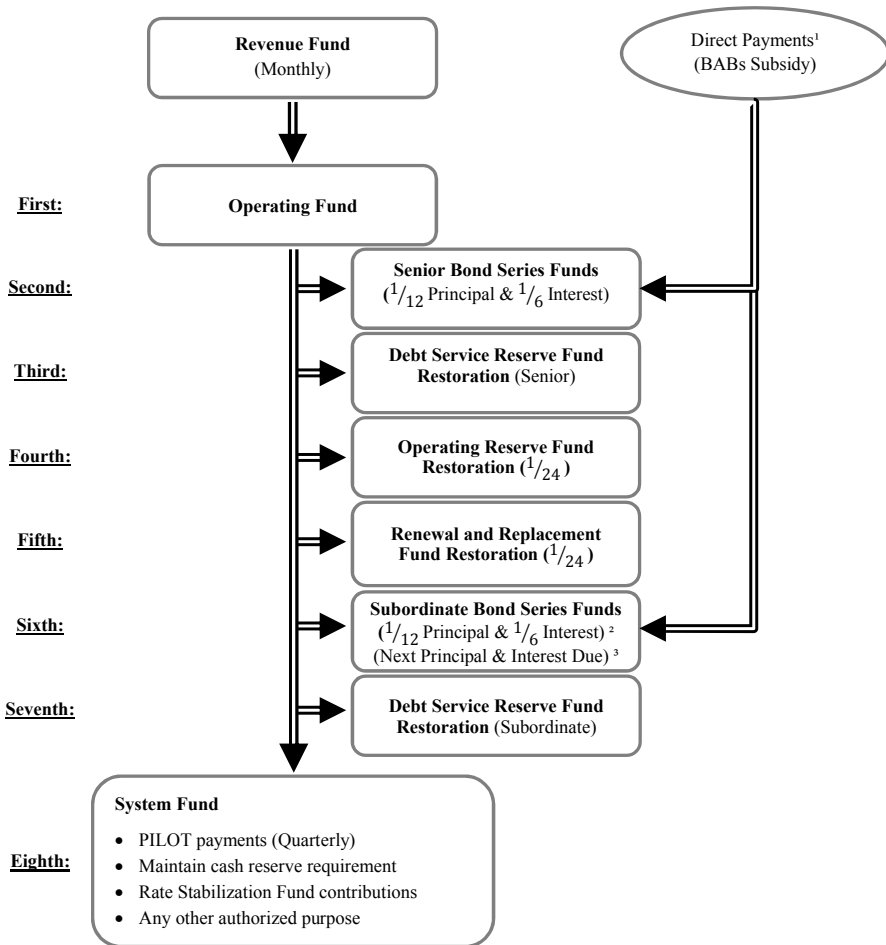 Revenue Fund
(Monthly)
Direct Payments¹
(BABs Subsidy)
First:
Operating Fund
Second:
Senior Bond Series Funds
(1/12 Principal & 1/6 Interest)
Third:
Debt Service Reserve Fund
Restoration (Senior)
Fourth:
Operating Reserve Fund
Restoration (1/24)
Fifth:
Renewal and Replacement
Fund Restoration (1/24)
Sixth:
Subordinate Bond Series Funds
(1/12 Principal & 1/6 Interest) ²
(Next Principal & Interest Due) ³
Seventh:
Debt Service Reserve Fund
Restoration (Subordinate)
Eighth:
System Fund
• PILOT payments (Quarterly)
• Maintain cash reserve requirement
• Rate Stabilization Fund contributions
• Any other authorized purpose